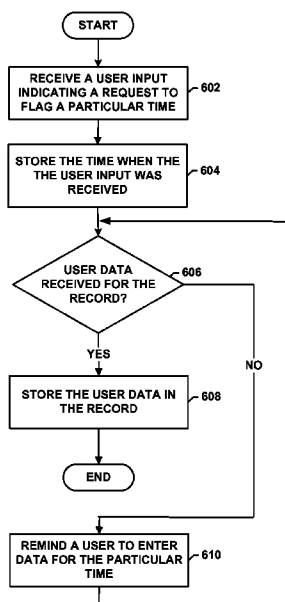 START
RECEIVE A USER INPUT
INDICATING A REQUEST TO
FLAG A PARTICULAR TIME
602
STORE THE TIME WHEN THE
THE USER INPUT WAS
RECEIVED
604
USER DATA
RECEIVED FOR THE
RECORD?
606
YES
NO
STORE THE USER DATA IN
THE RECORD
608
END
REMIND A USER TO ENTER
DATA FOR THE PARTICULAR
TIME
610